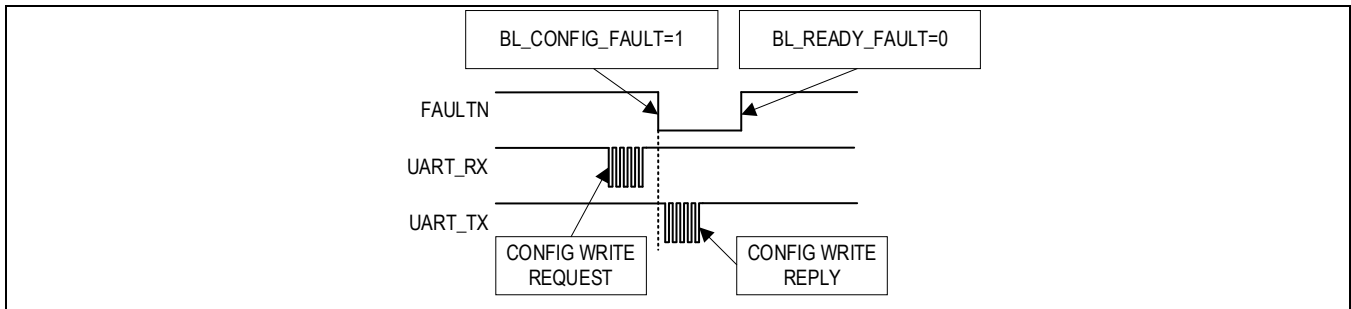 BL_CONFIG_FAULT=1
BL_READY_FAULT=0
FAULTN
UART_RX
UART_TX
CONFIG WRITE
REQUEST
CONFIG WRITE
REPLY